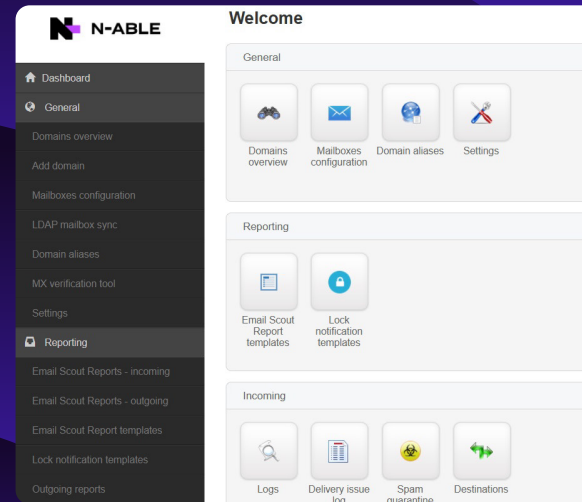 N-ABLE
Dashboard
General
Domains overview
Add domain
Mailboxes configuration
LDAP mailbox sync
Domain aliases
MX verification tool
Settings
Reporting
Email Scout Reports - incoming
Email Scout Reports - outgoing
Email Scout Report templates
Lock notification templates
Outgoing reports
Welcome
General
Domains
overview
Mailboxes
configuration
Domain aliases
Settings
Reporting
Email Scout
Report
templates
Lock
notification
templates
Incoming
Logs
Delivery issue
log
Spam
quarantine
Destinations